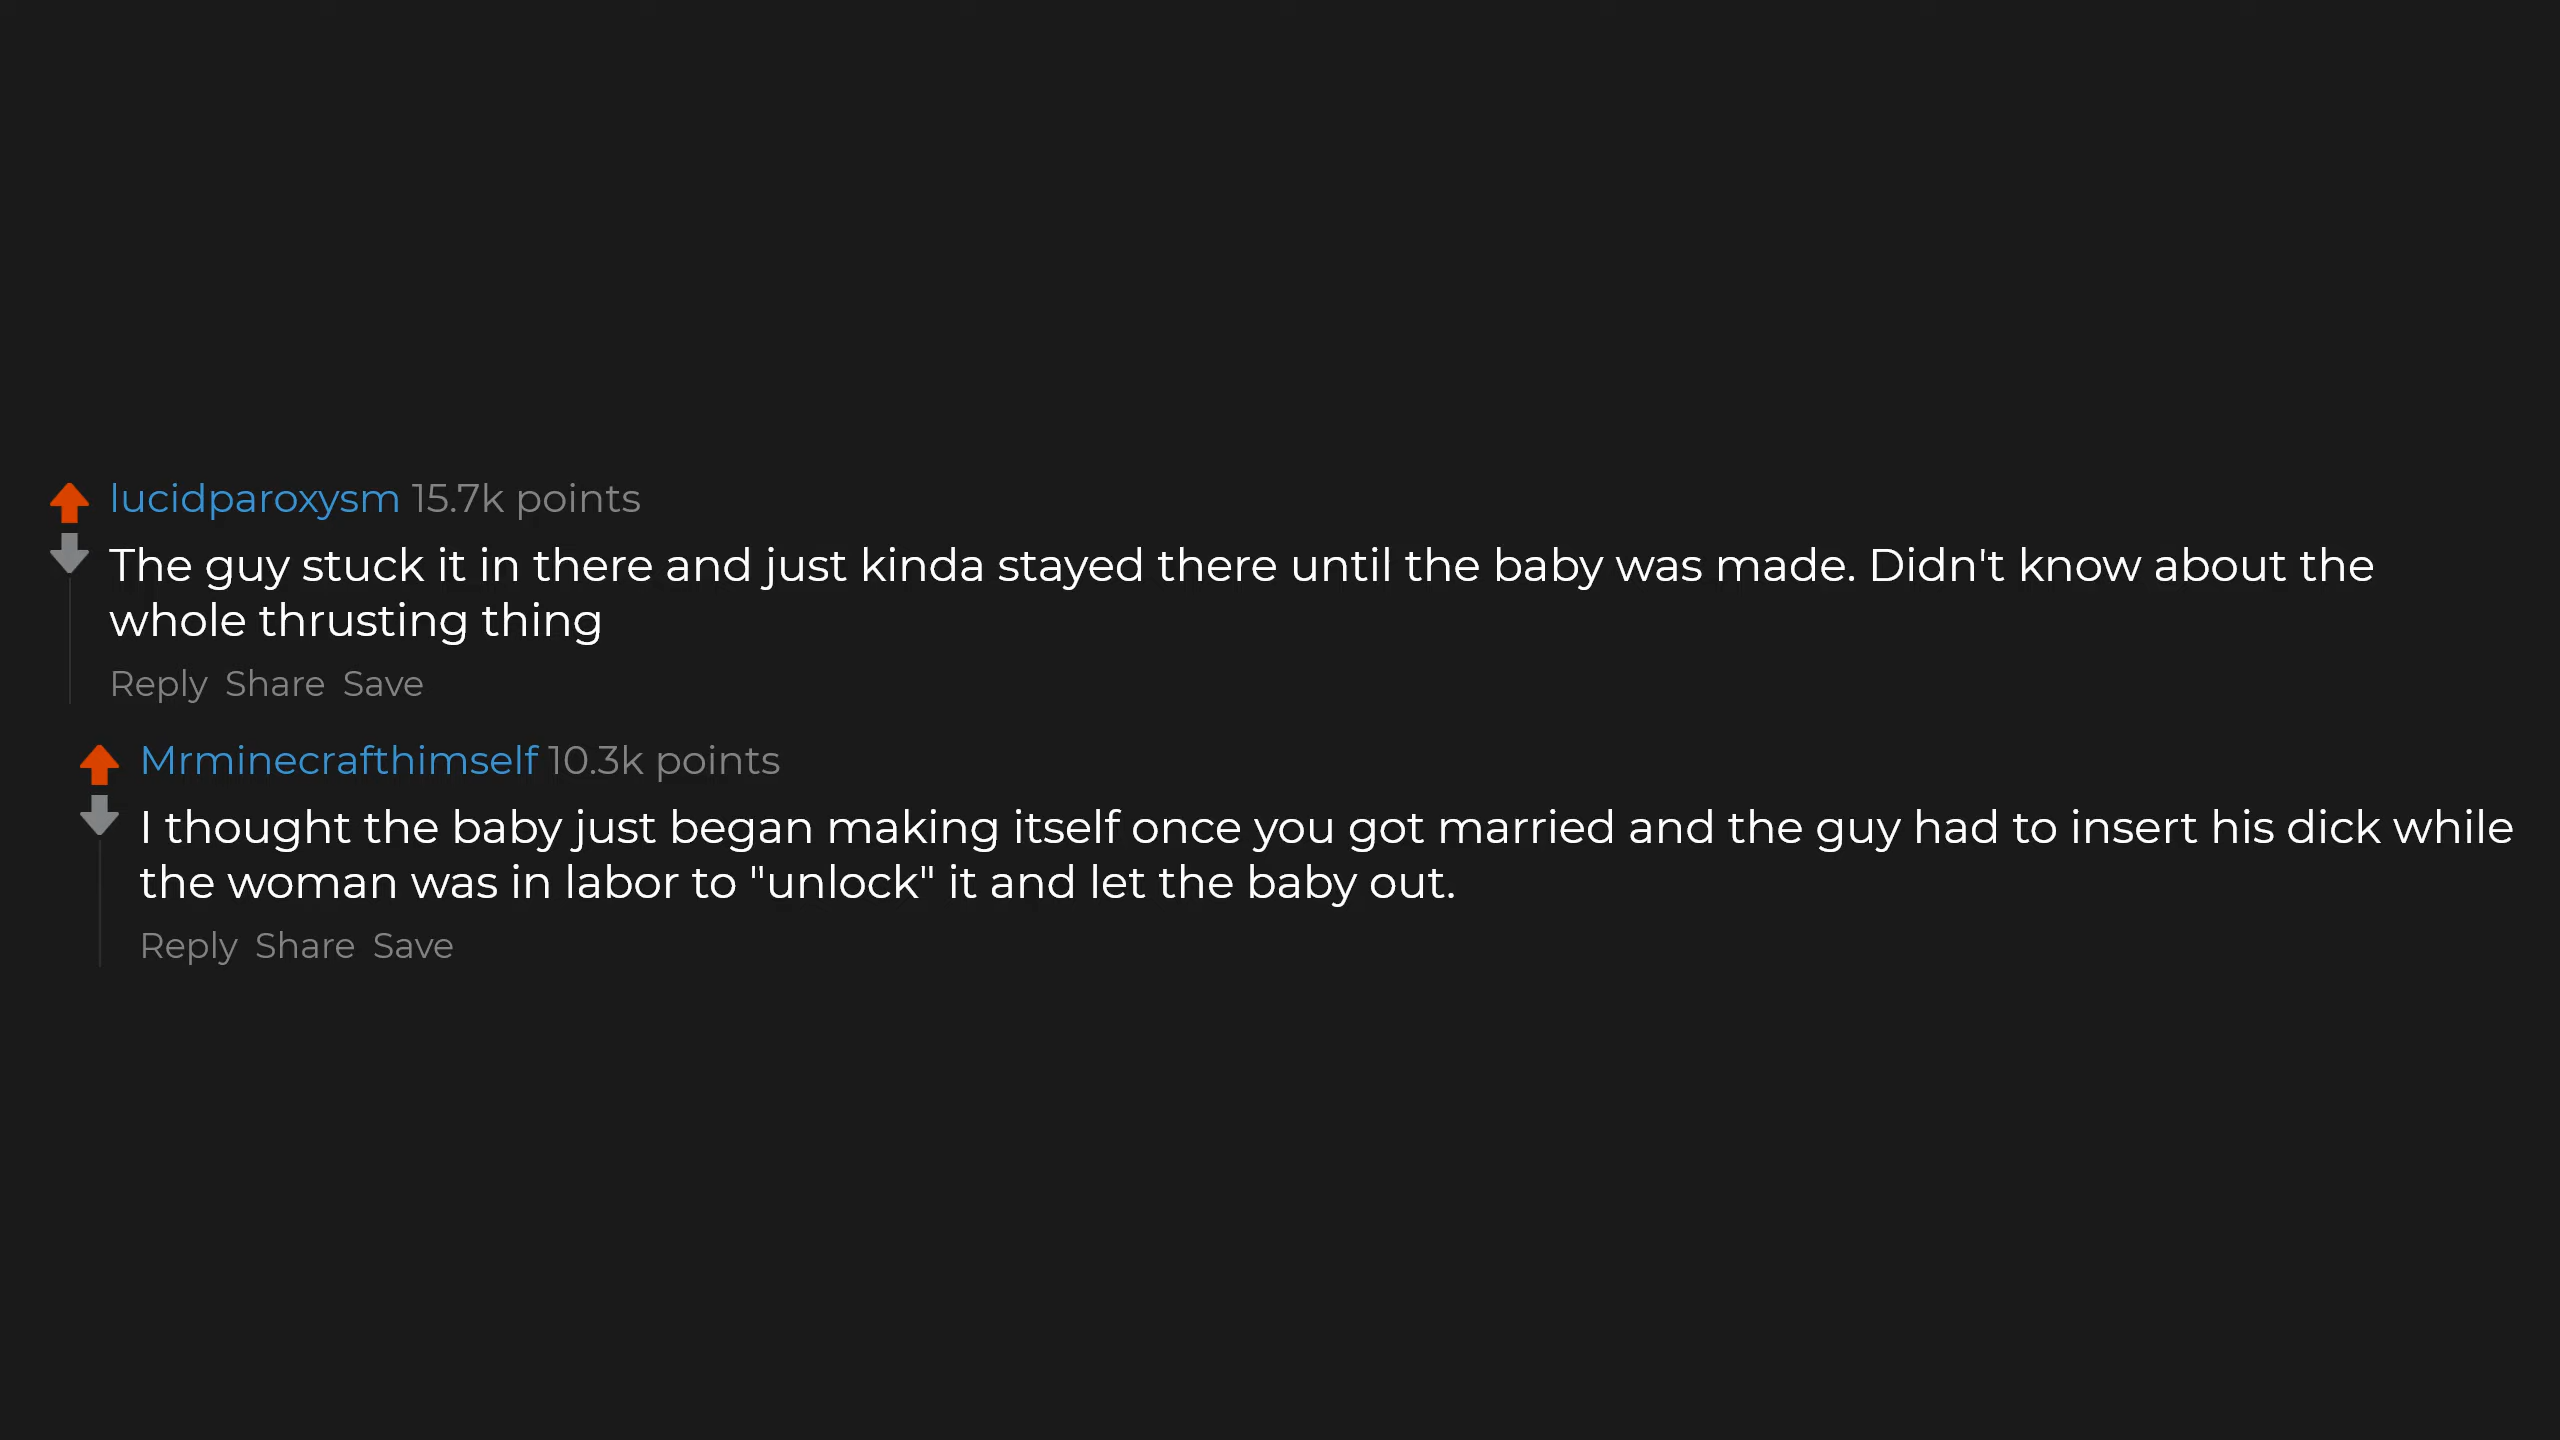 lucidparoxysm 15.7k points
The guy stuck it in there and just kinda stayed there until the baby was made. Didn't know about the
whole thrusting thing
Reply Share Save
Mrminecrafthimself 10.3k points
I thought the baby just began making itself once you got married and the guy had to insert his dick while
the woman was in labor to "unlock" it and let the baby out.
Reply Share Save